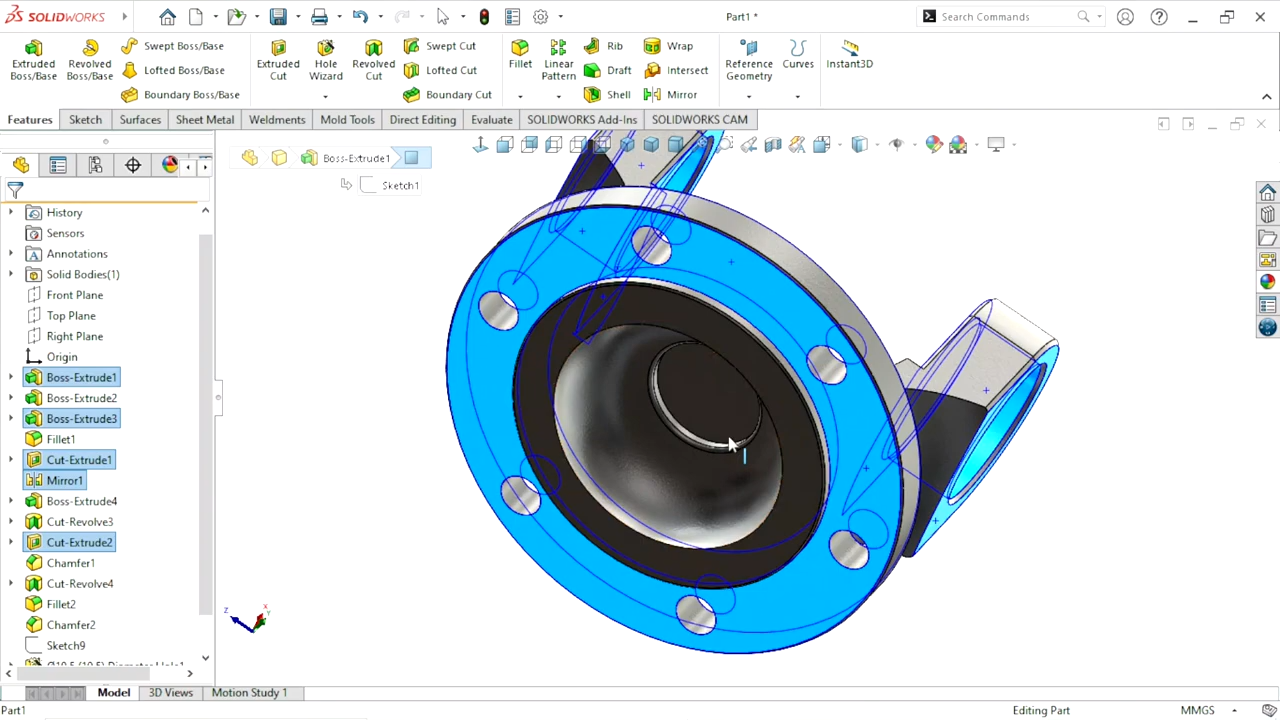 SOLIDWORKS
Part1 *
Search Commands
Extruded Boss/Base
Revolved Boss/Base
Swept Boss/Base
Lofted Boss/Base
Boundary Boss/Base
Extruded Cut
Hole Wizard
Revolved Cut
Swept Cut
Lofted Cut
Boundary Cut
Fillet
Linear Pattern
Rib
Draft
Shell
Wrap
Intersect
Mirror
Reference Geometry
Curves
Instant3D
Features
Sketch
Surfaces
Sheet Metal
Weldments
Mold Tools
Direct Editing
Evaluate
SOLIDWORKS Add-Ins
SOLIDWORKS CAM
Boss-Extrude1
Sketch1
History
Sensors
Annotations
Solid Bodies(1)
Front Plane
Top Plane
Right Plane
Origin
Boss-Extrude1
Boss-Extrude2
Boss-Extrude3
Fillet1
Cut-Extrude1
Mirror1
Boss-Extrude4
Cut-Revolve3
Cut-Extrude2
Chamfer1
Cut-Revolve4
Fillet2
Chamfer2
Sketch9
Z
X
Y
Model
3D Views
Motion Study 1
Part1
Editing Part
MMGS